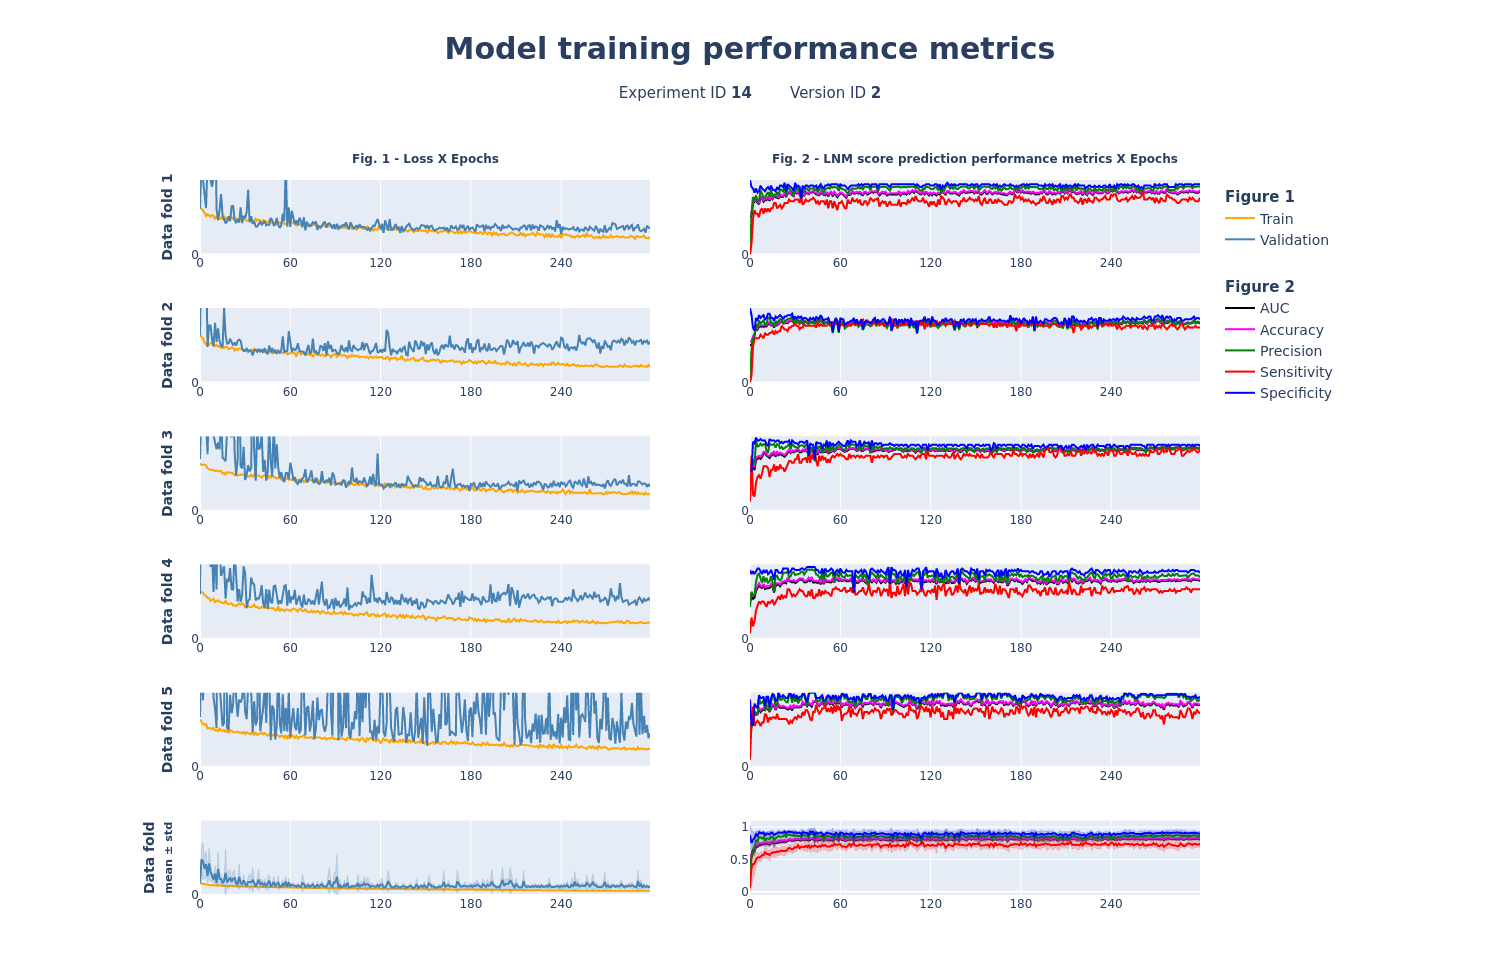 Model training performance metrics
Experiment ID 14 Version ID 2
Fig. 1 - Loss X Epochs
Fig. 2 - LNM score prediction performance metrics X Epochs
Data fold 1
0
0 60 120 180 240
0
0 60 120 180 240
Figure 1
Train
Validation
Figure 2
AUC
Accuracy
Precision
Sensitivity
Specificity
Data fold 2
0
0 60 120 180 240
0
0 60 120 180 240
Data fold 3
0
0 60 120 180 240
0
0 60 120 180 240
Data fold 4
0
0 60 120 180 240
0
0 60 120 180 240
Data fold 5
0
0 60 120 180 240
0
0 60 120 180 240
Data fold
mean ± std
0
0 60 120 180 240
1
0.5
0
0 60 120 180 240